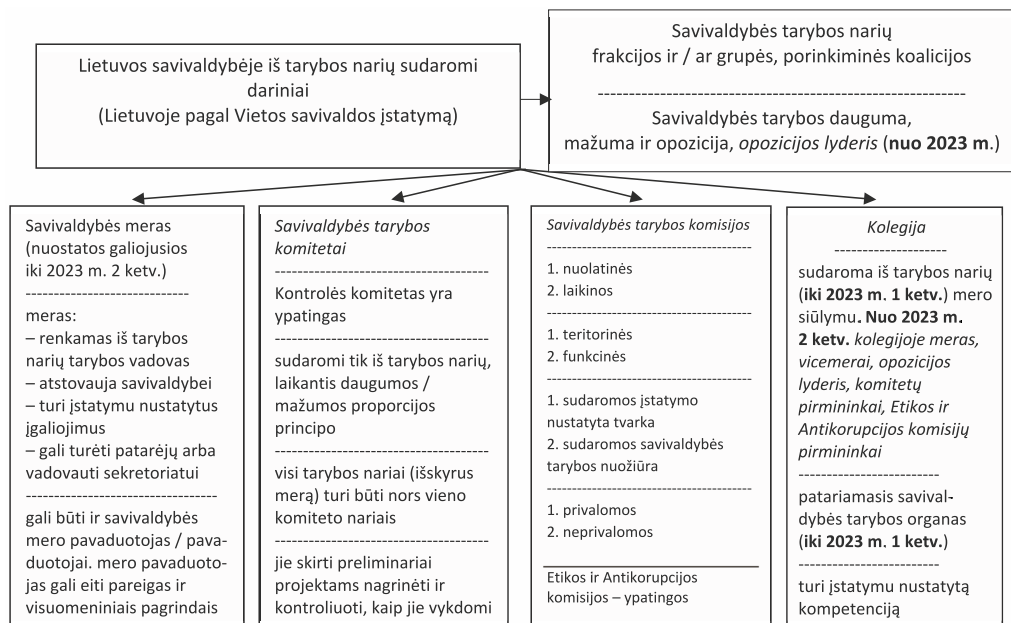 Lietuvos savivaldybėje iš tarybos narių sudaromi
dariniai
(Lietuvoje pagal Vietos savivaldos įstatymą)
Savivaldybės tarybos narių
frakcijos ir / ar grupės, porinkiminės koalicijos
----------------------------------------------------------
Savivaldybės tarybos dauguma,
mažuma ir opozicija, opozicijos lyderis (nuo 2023 m.)
Savivaldybės meras
(nuostatos galiojusios
iki 2023 m. 2 ketv.)
-----------------------------
meras:
– renkamas iš tarybos
narių tarybos vadovas
– atstovauja savivaldybei
– turi įstatymu nustatytus
įgaliojimus
– gali turėti patarėjų arba
vadovauti sekretoriatui
----------------------------------
gali būti ir savivaldybės
mero pavaduotojas / pava-
duotojai. mero pavaduoto-
jas gali eiti pareigas ir
visuomeniniais pagrindais
Savivaldybės tarybos
komitetai
--------------------------------------
Kontrolės komitetas yra
ypatingas
--------------------------------------
sudaromi tik iš tarybos narių,
laikantis daugumos /
mažumos proporcijos
principo
--------------------------------------
visi tarybos nariai (išskyrus
merą) turi būti nors vieno
komiteto nariais
--------------------------------------
jie skirti preliminariai
projektams nagrinėti ir
kontroliuoti, kaip jie vykdomi
Savivaldybės tarybos komisijos
------------------------------------------
1. nuolatinės
2. laikinos
------------------------------------------
1. teritorinės
2. funkcinės
------------------------------------------
1. sudaromos įstatymo
nustatyta tvarka
2. sudaromos savivaldybės
tarybos nuožiūra
------------------------------------------
1. privalomos
2. neprivalomos
Etikos ir Antikorupcijos
komisijos – ypatingos
Kolegija
--------------------
sudaroma iš tarybos narių
(iki 2023 m. 1 ketv.) mero
siūlymu. Nuo 2023 m.
2 ketv. kolegijoje meras,
vicemerai, opozicijos
lyderis, komitetų
pirmininkai, Etikos ir
Antikorupcijos komisijų
pirmininkai
-------------------------
patariamasis savival-
dybės tarybos organas
(iki 2023 m. 1 ketv.)
-------------------------
turi įstatymu nustatytą
kompetenciją